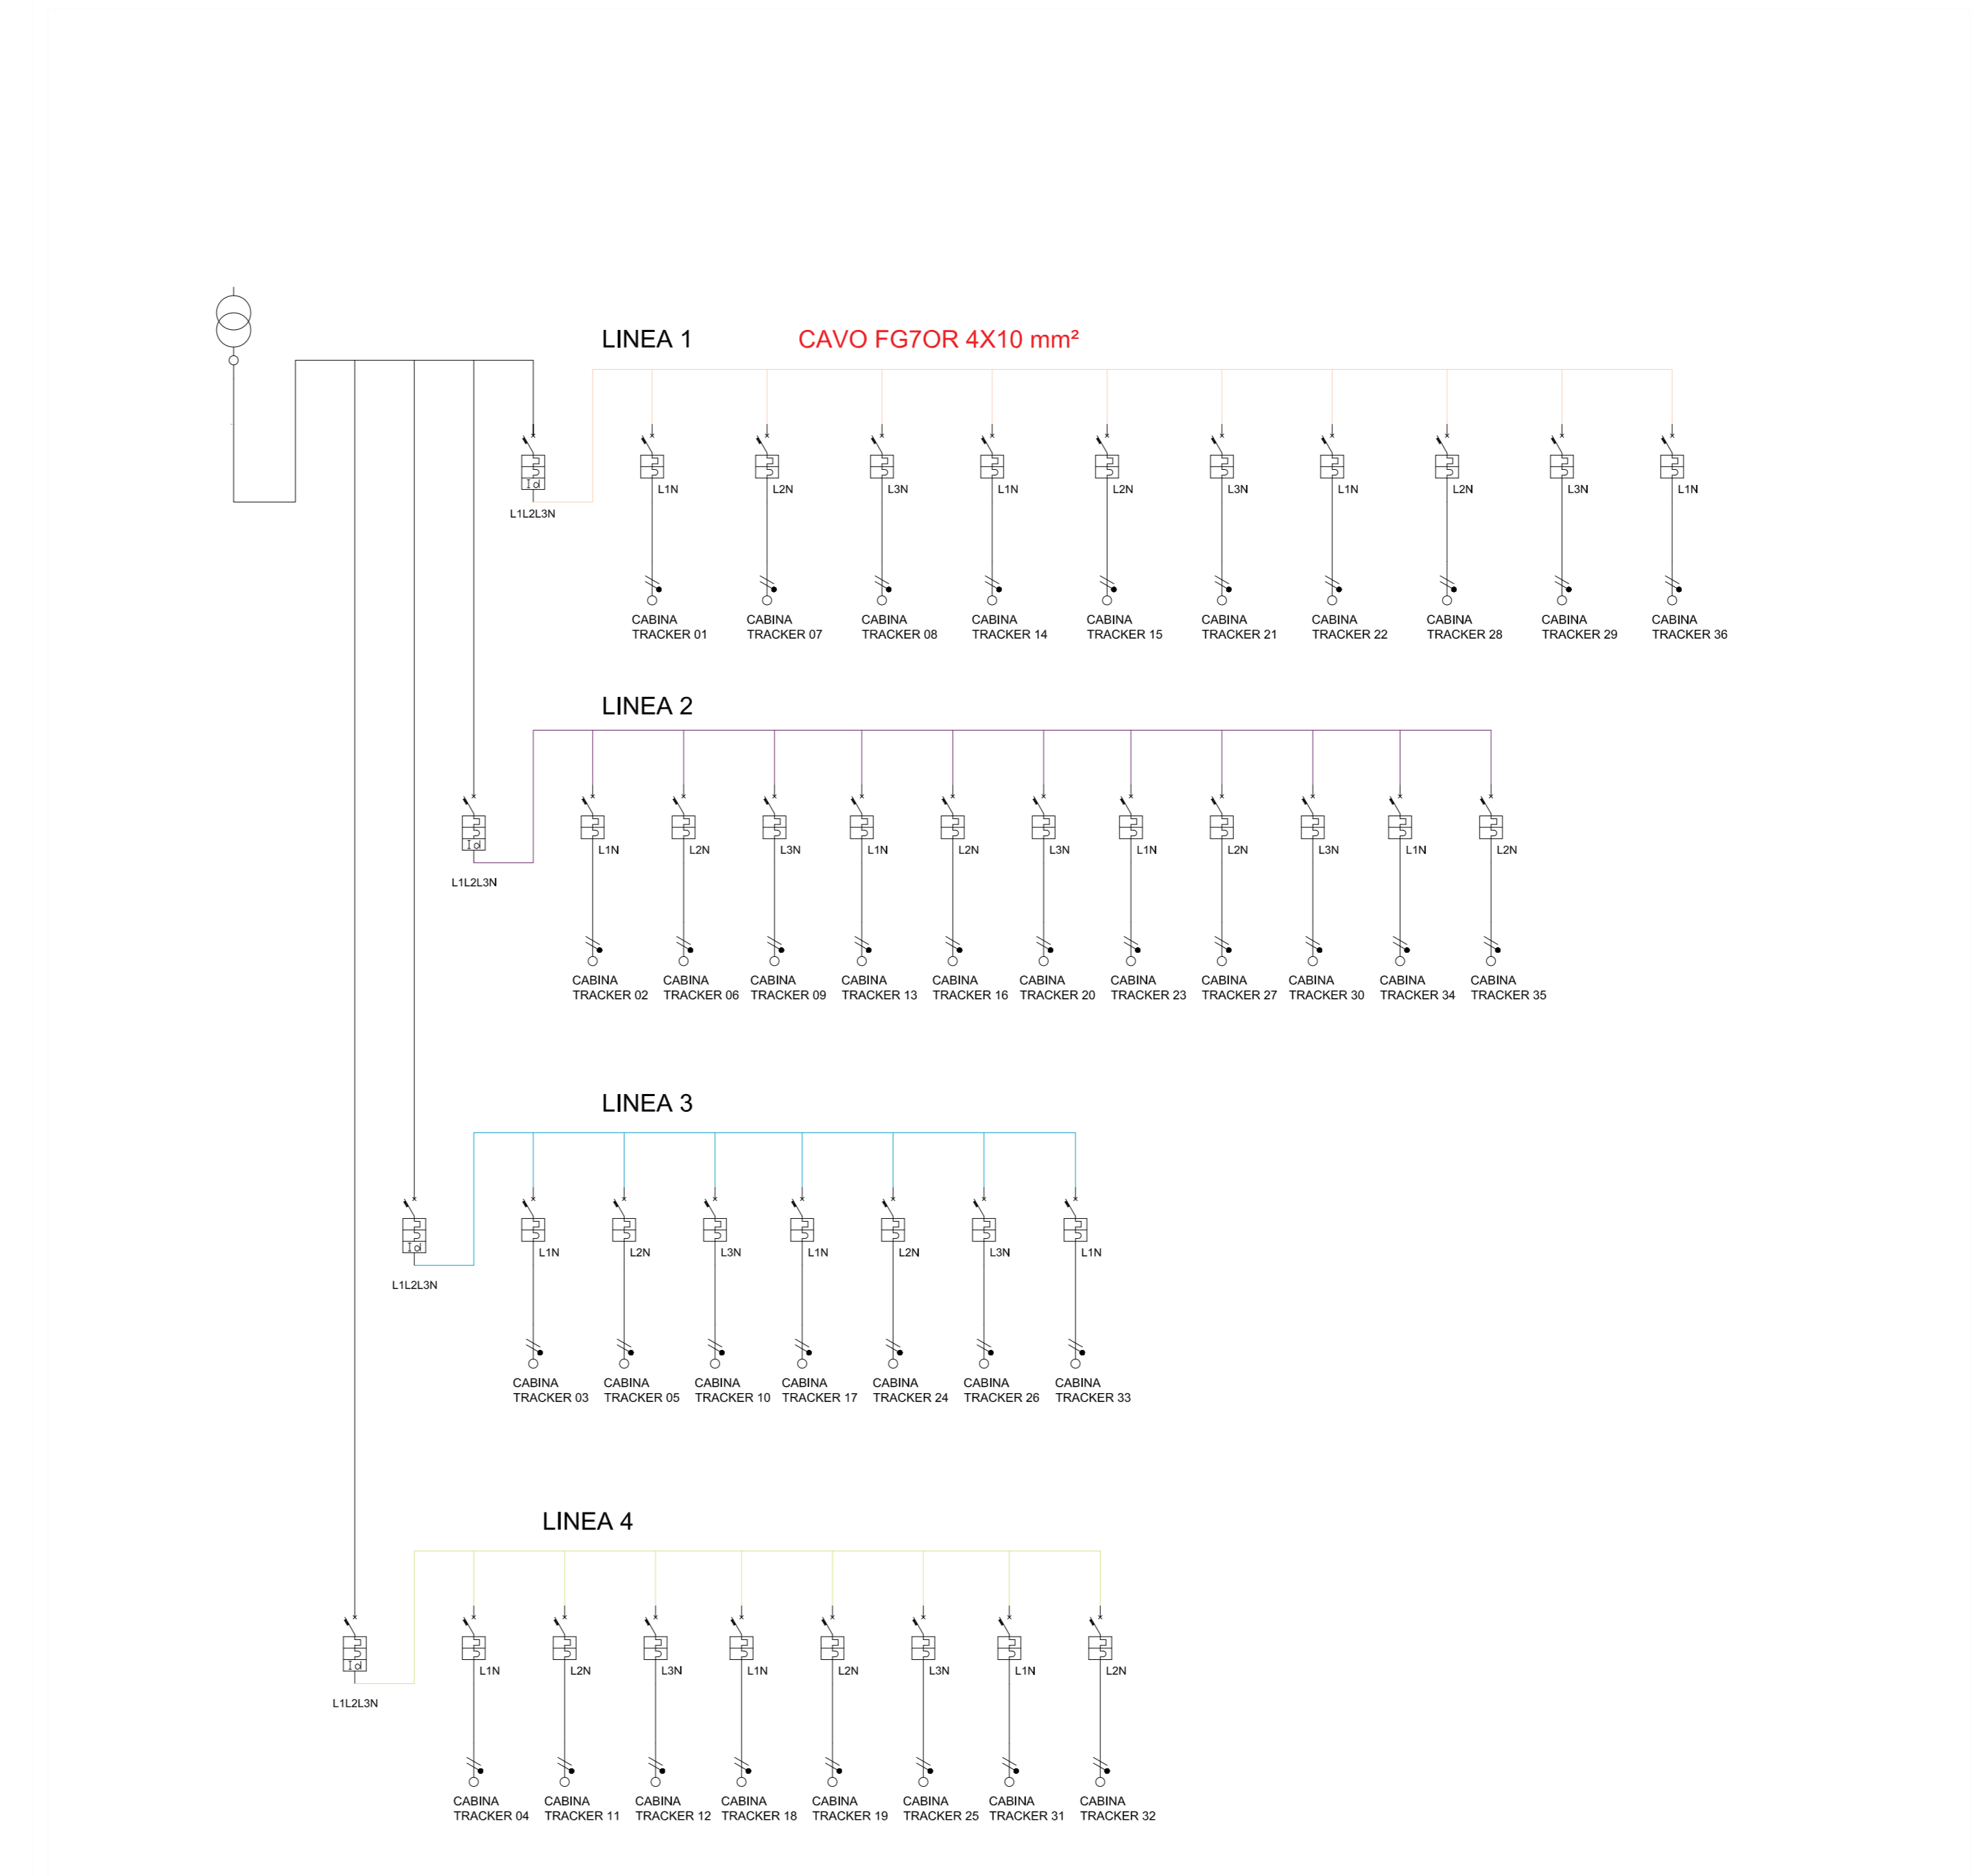 LINEA 1
CAVO FG7OR 4X10 mm²
Id
L1L2L3N
L1N
L2N
L3N
L1N
L2N
L3N
L1N
L2N
L3N
L1N
CABINA
TRACKER 01
CABINA
TRACKER 07
CABINA
TRACKER 08
CABINA
TRACKER 14
CABINA
TRACKER 15
CABINA
TRACKER 21
CABINA
TRACKER 22
CABINA
TRACKER 28
CABINA
TRACKER 29
CABINA
TRACKER 36
LINEA 2
Id
L1L2L3N
L1N
L2N
L3N
L1N
L2N
L3N
L1N
L2N
L3N
L1N
L2N
CABINA
TRACKER 02
CABINA
TRACKER 06
CABINA
TRACKER 09
CABINA
TRACKER 13
CABINA
TRACKER 16
CABINA
TRACKER 20
CABINA
TRACKER 23
CABINA
TRACKER 27
CABINA
TRACKER 30
CABINA
TRACKER 34
CABINA
TRACKER 35
LINEA 3
Id
L1L2L3N
L1N
L2N
L3N
L1N
L2N
L3N
L1N
CABINA
TRACKER 03
CABINA
TRACKER 05
CABINA
TRACKER 10
CABINA
TRACKER 17
CABINA
TRACKER 24
CABINA
TRACKER 26
CABINA
TRACKER 33
LINEA 4
Id
L1L2L3N
L1N
L2N
L3N
L1N
L2N
L3N
L1N
L2N
CABINA
TRACKER 04
CABINA
TRACKER 11
CABINA
TRACKER 12
CABINA
TRACKER 18
CABINA
TRACKER 19
CABINA
TRACKER 25
CABINA
TRACKER 31
CABINA
TRACKER 32